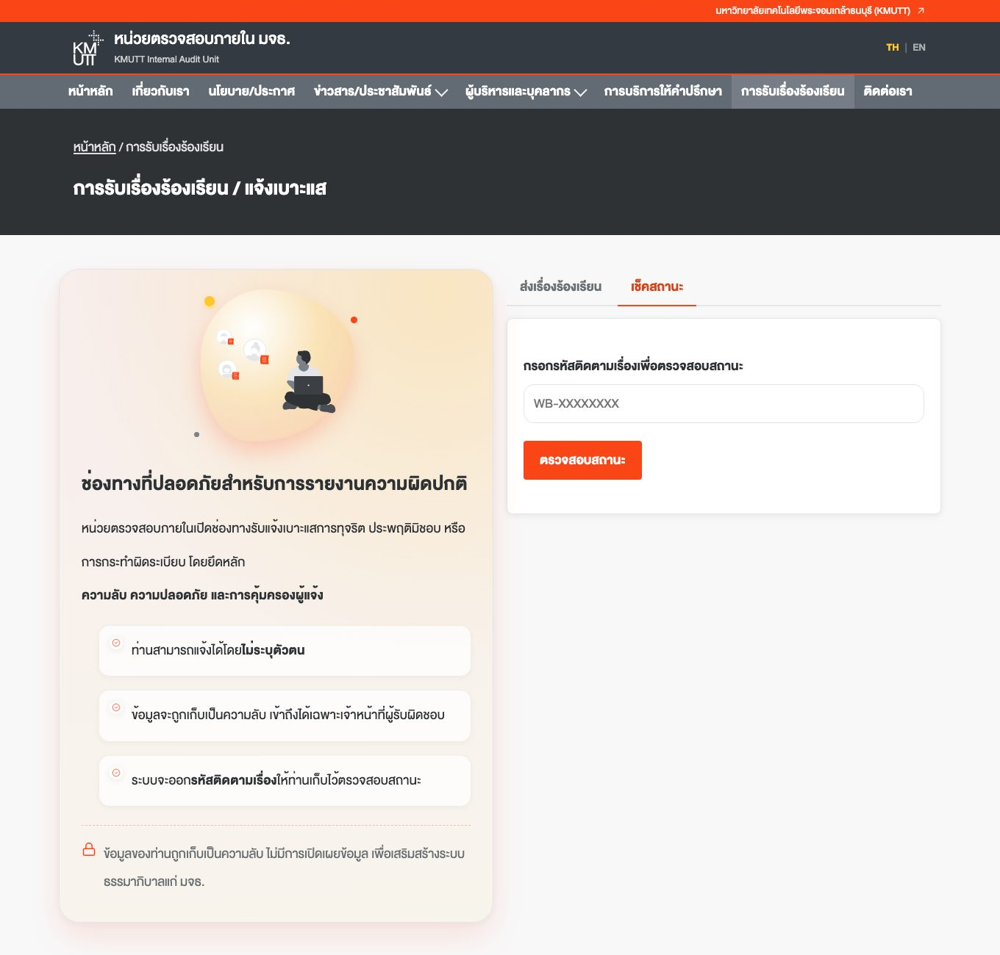 มหาวิทยาลัยเทคโนโลยีพระจอมเกล้าธนบุรี (KMUTT)
KMUTT
หน่วยตรวจสอบภายใน มจธ.
KMUTT Internal Audit Unit
TH | EN
หน้าหลัก เกี่ยวกับเรา นโยบาย/ประกาศ ข่าวสาร/ประชาสัมพันธ์ ผู้บริหารและบุคลากร การบริการให้คำปรึกษา การรับเรื่องร้องเรียน ติดต่อเรา
หน้าหลัก / การรับเรื่องร้องเรียน
การรับเรื่องร้องเรียน / แจ้งเบาะแส
ช่องทางที่ปลอดภัยสำหรับการรายงานความผิดปกติ
หน่วยตรวจสอบภายในเปิดช่องทางรับแจ้งเบาะแสการทุจริต ประพฤติมิชอบ หรือ
การกระทำผิดระเบียบ โดยยึดหลัก
ความลับ ความปลอดภัย และการคุ้มครองผู้แจ้ง
ท่านสามารถแจ้งได้โดยไม่ระบุตัวตน
ข้อมูลจะถูกเก็บเป็นความลับ เข้าถึงได้เฉพาะเจ้าหน้าที่ผู้รับผิดชอบ
ระบบจะออกรหัสติดตามเรื่องให้ท่านเก็บไว้ตรวจสอบสถานะ
ข้อมูลของท่านถูกเก็บเป็นความลับ ไม่มีการเปิดเผยข้อมูล เพื่อเสริมสร้างระบบ
ธรรมาภิบาลแก่ มจธ.
ส่งเรื่องร้องเรียน เช็คสถานะ
กรอกรหัสติดตามเรื่องเพื่อตรวจสอบสถานะ
WB-XXXXXXXX
ตรวจสอบสถานะ